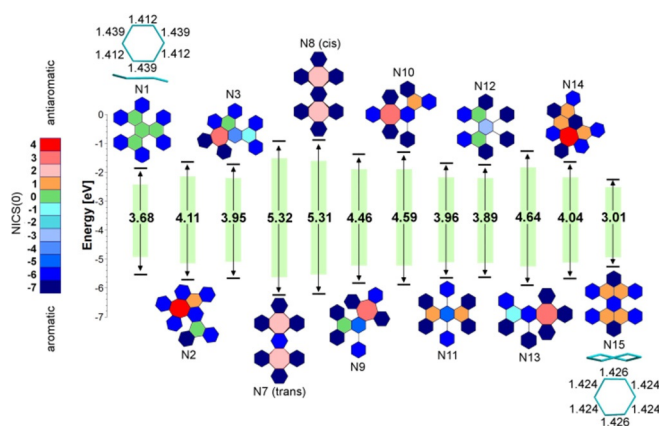 1.412
1.439 1.439
1.412 1.412
1.439
N1
N3
N8 (cis)
N10
N12
N14
antiaromatic
NICS(0)
aromatic
4
3
2
1
0
-1
-2
-3
-4
-5
-6
-7
Energy [eV]
0
-1
-2
-3
-4
-5
-6
-7
3.68 4.11 3.95 5.32 5.31 4.46 4.59 3.96 3.89 4.64 4.04 3.01
N2
N7 (trans)
N9
N11
N13
N15
1.426
1.424 1.424
1.424 1.424
1.426